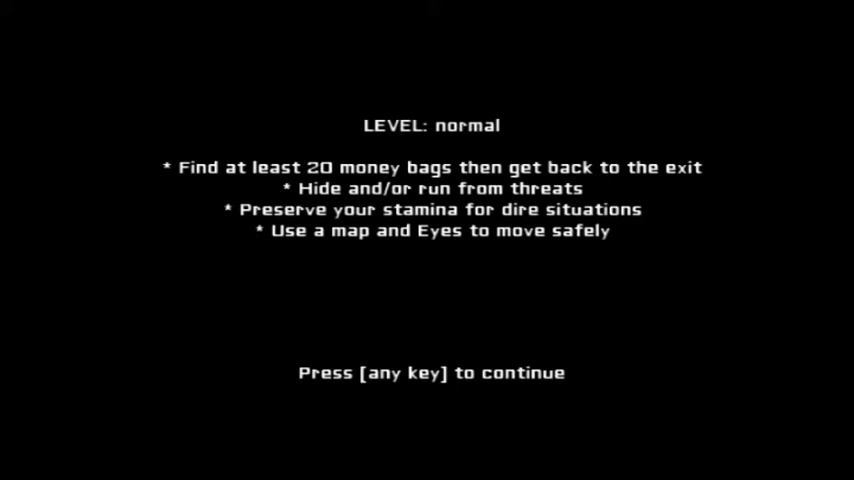 LEVEL: normal
* Find at least 20 money bags then get back to the exit
* Hide and/or run from threats
* Preserve your stamina for dire situations
* Use a map and Eyes to move safely
Press [any key] to continue